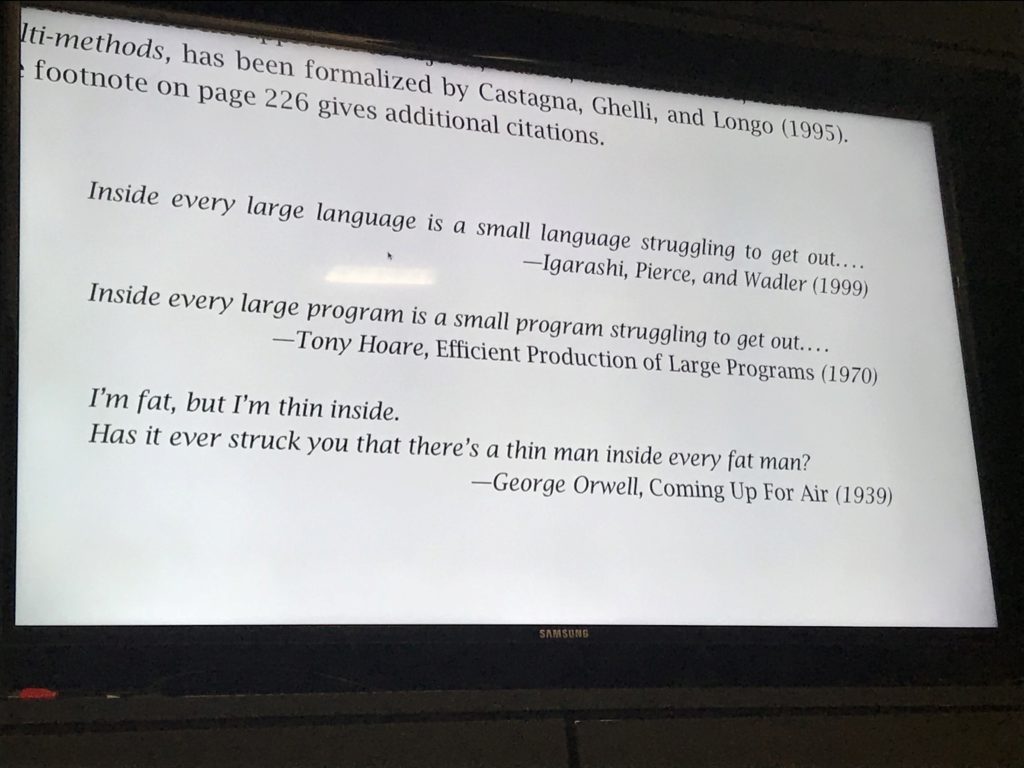 lti-methods, has been formalized by Castagna, Ghelli, and Longo (1995).
footnote on page 226 gives additional citations.
Inside every large language is a small language struggling to get out....
—Igarashi, Pierce, and Wadler (1999)
Inside every large program is a small program struggling to get out....
—Tony Hoare, Efficient Production of Large Programs (1970)
I'm fat, but I'm thin inside.
Has it ever struck you that there's a thin man inside every fat man?
—George Orwell, Coming Up For Air (1939)
SAMSUNG